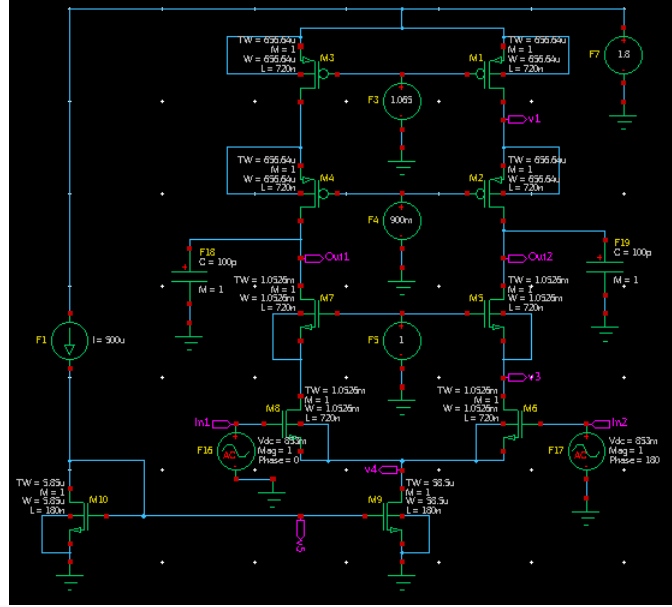 TW = 656.64u
M = 1
W = 656.64u
L = 720n
M3
TW = 656.64u
M = 1
W = 656.64u
L = 720n
M1
F7
1.8
F3
1.065
v1
TW = 656.64u
M = 1
W = 656.64u
L = 720n
M4
TW = 656.64u
M = 1
W = 656.64u
L = 720n
M2
F4
900m
F18
C = 100p
M = 1
Out1
Out2
F19
C = 100p
M = 1
TW = 1.0526m
M = 1
W = 1.0526m
L = 720n
M7
TW = 1.0526m
M = 1
W = 1.0526m
L = 720n
M5
F1
I = 500u
F5
1
v3
TW = 1.0526m
M = 1
W = 1.0526m
L = 720n
M8
TW = 1.0526m
M = 1
W = 1.0526m
L = 720n
M6
In1
In2
F16
AC
Vdc = 853m
Mag = 1
Phase = 0
F17
AC
Vdc = 853m
Mag = 1
Phase = 180
v4
TW = 5.85u
M = 1
W = 5.85u
L = 180n
M10
TW = 58.5u
M = 1
W = 58.5u
L = 180n
M9